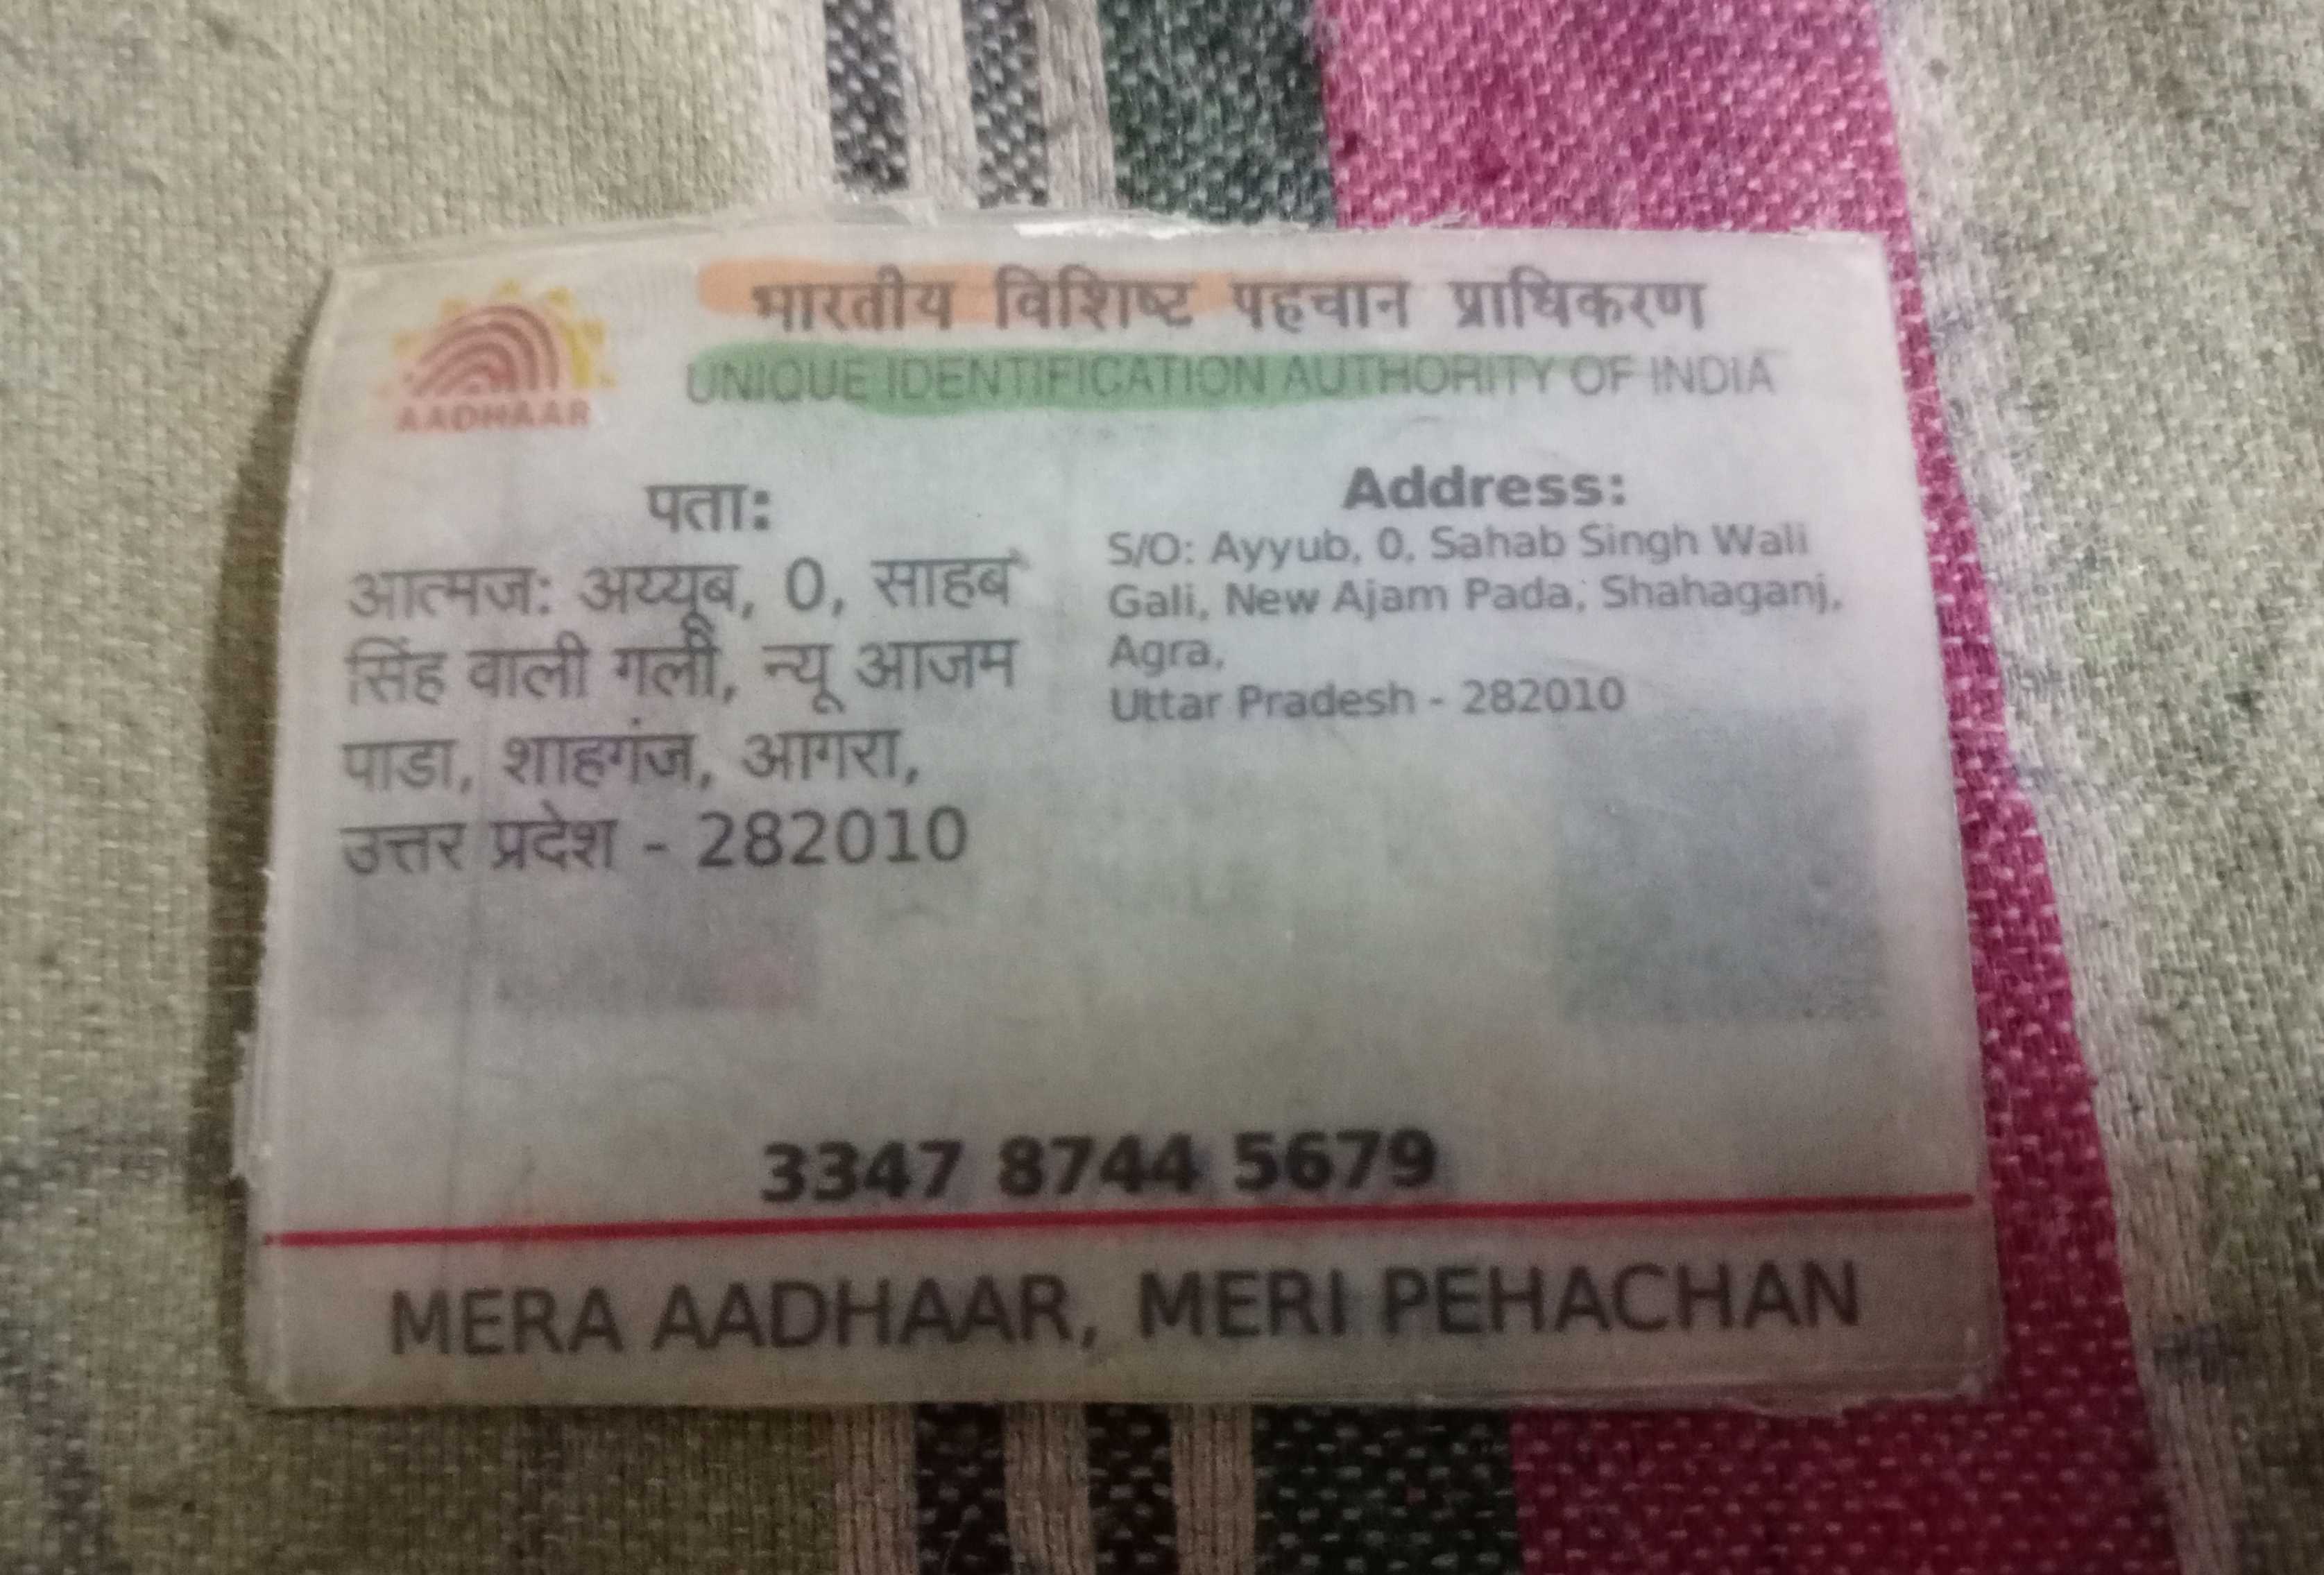 भारतीय विशिष्ट पहचान प्राधिकरण
UNIQUE IDENTIFICATION AUTHORITY OF INDIA
AADHAAR
पता:
आत्मज: अय्यूब, 0, साहब
सिंह वाली गली, न्यू आजम
पाडा, शाहगंज, आगरा,
उत्तर प्रदेश - 282010
Address:
S/O: Ayyub, 0, Sahab Singh Wali
Gali, New Ajam Pada, Shahaganj,
Agra,
Uttar Pradesh - 282010
3347 8744 5679
MERA AADHAAR, MERI PEHACHAN